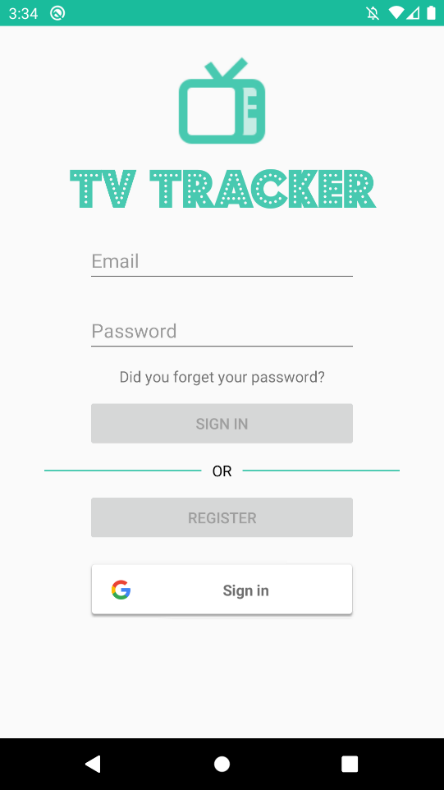 3:34
TV TRACKER
Email
Password
Did you forget your password?
SIGN IN
OR
REGISTER
Sign in